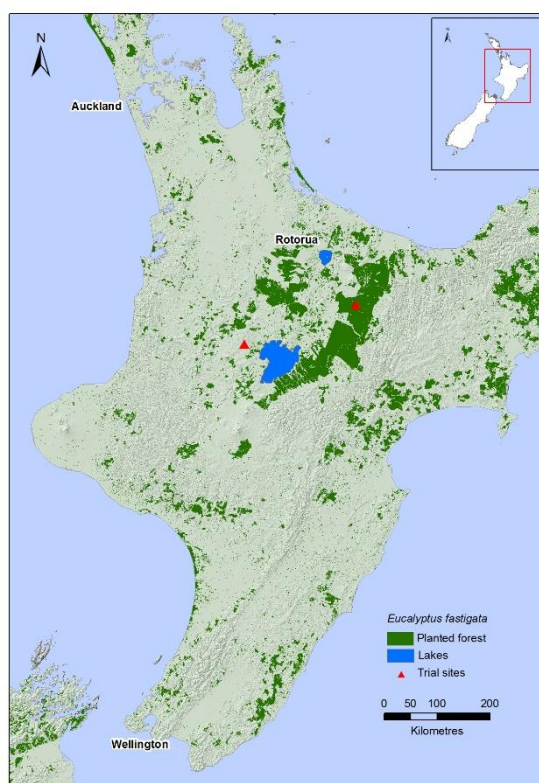 N
Auckland
Rotorua
Eucalyptus fastigata
Planted forest
Lakes
Trial sites
0 50 100 200
Kilometres
Wellington